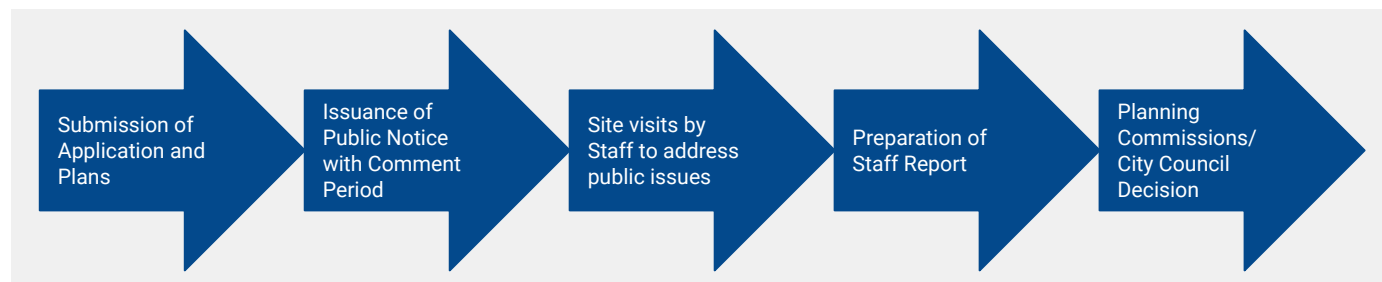 Submission of
Application and
Plans
Issuance of
Public Notice
with Comment
Period
Site visits by
Staff to address
public issues
Preparation of
Staff Report
Planning
Commissions/
City Council
Decision